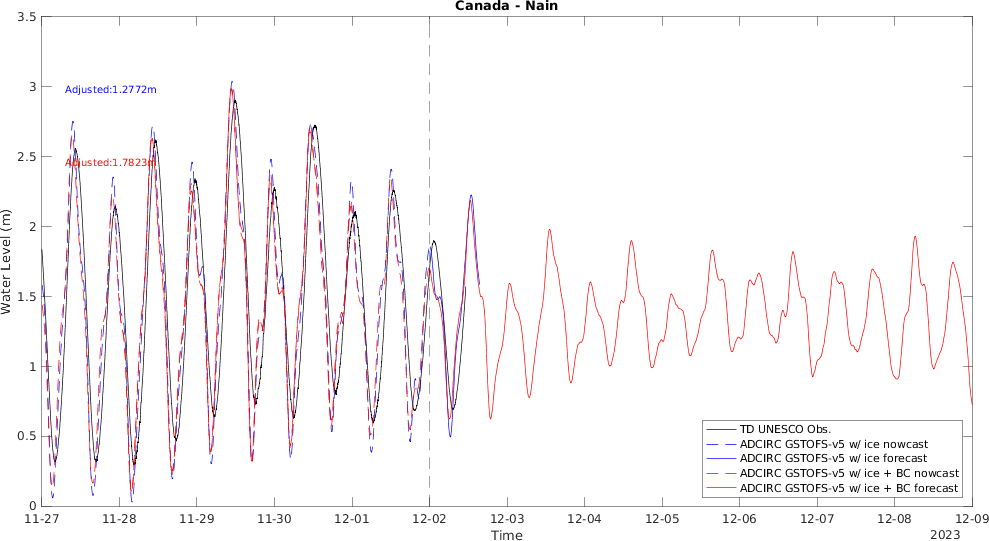 Canada - Nain
3.5
3
2.5
2
1.5
1
0.5
0
Water Level (m)
Adjusted:1.2772m
Adjusted:1.7823m
TD UNESCO Obs.
ADCIRC GSTOFS-v5 w/ ice nowcast
ADCIRC GSTOFS-v5 w/ ice forecast
ADCIRC GSTOFS-v5 w/ ice + BC nowcast
ADCIRC GSTOFS-v5 w/ ice + BC forecast
11-27 11-28 11-29 11-30 12-01 12-02 12-03 12-04 12-05 12-06 12-07 12-08 12-09
Time
2023